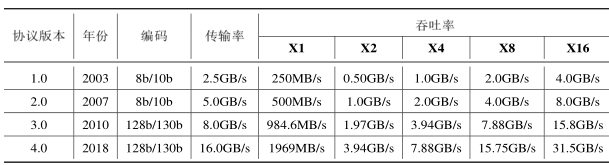 协议版本 年份 编码 传输率 吞吐率
X1 X2 X4 X8 X16
1.0 2003 8b/10b 2.5GB/s 250MB/s 0.50GB/s 1.0GB/s 2.0GB/s 4.0GB/s
2.0 2007 8b/10b 5.0GB/s 500MB/s 1.0GB/s 2.0GB/s 4.0GB/s 8.0GB/s
3.0 2010 128b/130b 8.0GB/s 984.6MB/s 1.97GB/s 3.94GB/s 7.88GB/s 15.8GB/s
4.0 2018 128b/130b 16.0GB/s 1969MB/s 3.94GB/s 7.88GB/s 15.75GB/s 31.5GB/s